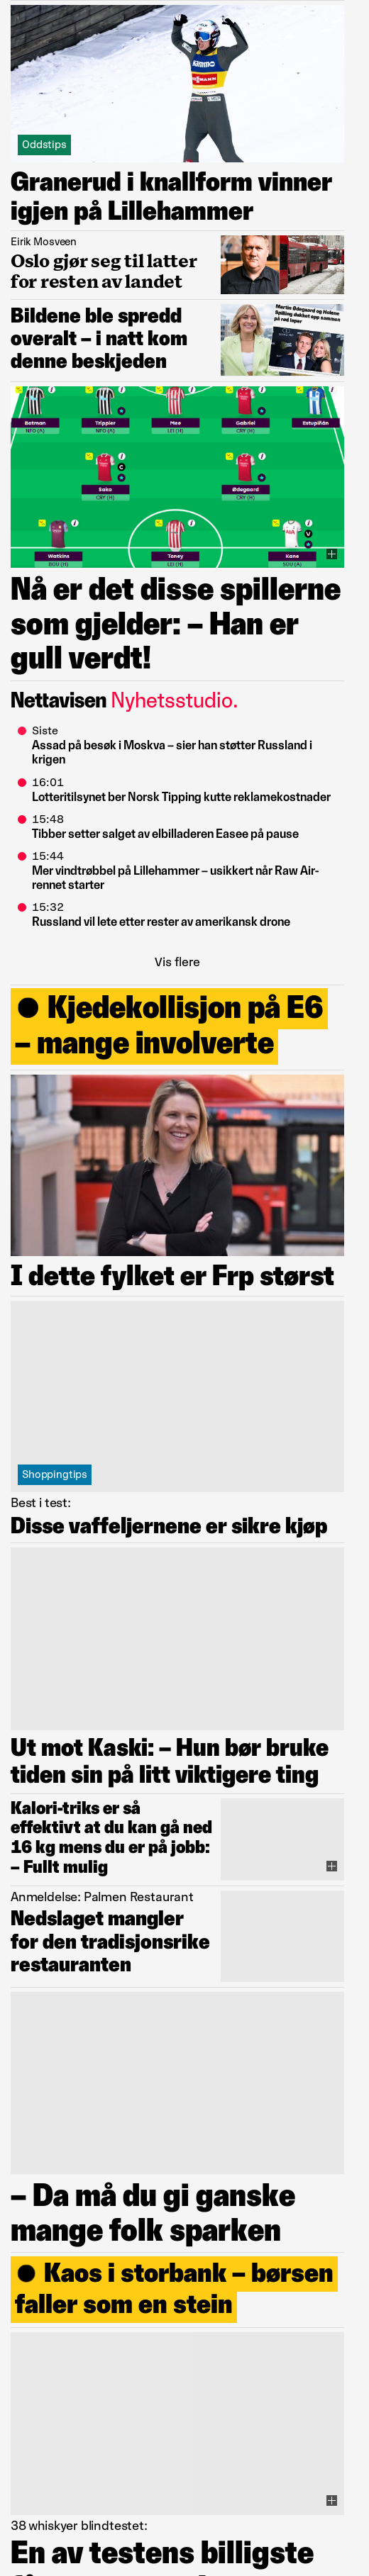 Oddstips
Granerud i knallform vinner
igjen på Lillehammer
Eirik Mosveen
Oslo gjør seg til latter
for resten av landet
Bildene ble spredd
overalt – i natt kom
denne beskjeden
Martin Ødegaard og Helene
Spilling dukket opp sammen
på rød løper
Botman
NFO (A)
Trippier
NFO (A)
Mee
LEI (H)
Gabriel
CRY (H)
Estupiñán
Saka
CRY (H)
Ødegaard
CRY (H)
Watkins
BOU (H)
Toney
LEI (H)
Kane
SOU (A)
Nå er det disse spillerne
som gjelder: – Han er
gull verdt!
Nettavisen Nyhetsstudio.
Siste
Assad på besøk i Moskva – sier han støtter Russland i
krigen
16:01
Lotteritilsynet ber Norsk Tipping kutte reklamekostnader
15:48
Tibber setter salget av elbilladeren Easee på pause
15:44
Mer vindtrøbbel på Lillehammer – usikkert når Raw Air-
rennet starter
15:32
Russland vil lete etter rester av amerikansk drone
Vis flere
Kjedekollisjon på E6
– mange involverte
I dette fylket er Frp størst
Shoppingtips
Best i test:
Disse vaffeljernene er sikre kjøp
Ut mot Kaski: – Hun bør bruke
tiden sin på litt viktigere ting
Kalori-triks er så
effektivt at du kan gå ned
16 kg mens du er på jobb:
– Fullt mulig
Anmeldelse: Palmen Restaurant
Nedslaget mangler
for den tradisjonsrike
restauranten
– Da må du gi ganske
mange folk sparken
Kaos i storbank – børsen
faller som en stein
38 whiskyer blindtestet:
En av testens billigste